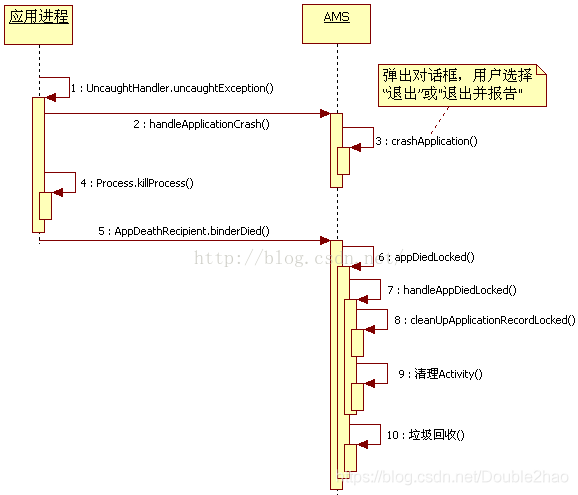 应用进程
AMS
弹出对话框，用户选择
"退出"或"退出并报告"
1 : UncaughtHandler.uncaughtException()
2 : handleApplicationCrash()
3 : crashApplication()
4 : Process.killProcess()
5 : AppDeathRecipient.binderDied()
http://blog.csdn.net/
6 : appDiedLocked()
7 : handleAppDiedLocked()
8 : cleanUpApplicationRecordLocked()
9 : 清理Activity()
10 : 垃圾回收()
https://blog.csdn.net/Double2hao